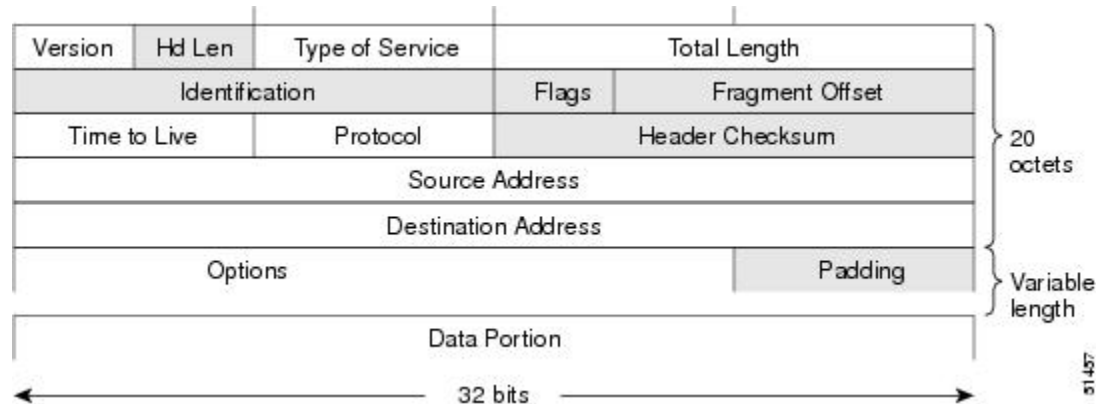 Version Hd Len Type of Service Total Length
Identification Flags Fragment Offset
Time to Live Protocol Header Checksum
20
octets
Source Address
Destination Address
Options Padding
Variable
length
Data Portion
32 bits
51457